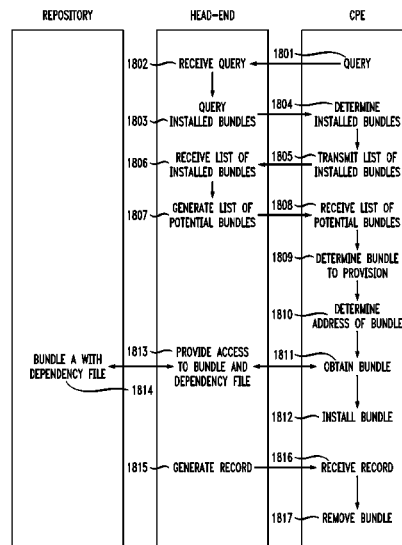 REPOSITORY
HEAD-END
CPE
1801
1802
RECEIVE QUERY
QUERY
QUERY
1803
INSTALLED BUNDLES
1804
DETERMINE
INSTALLED BUNDLES
1806
RECEIVE LIST OF
INSTALLED BUNDLES
1805
TRANSMIT LIST OF
INSTALLED BUNDLES
1807
GENERATE LIST OF
POTENTIAL BUNDLES
1808
RECEIVE LIST OF
POTENTIAL BUNDLES
1809
DETERMINE BUNDLE
TO PROVISION
1810
DETERMINE
ADDRESS OF BUNDLE
BUNDLE A WITH
DEPENDENCY FILE
1814
1813
PROVIDE ACCESS
TO BUNDLE AND
DEPENDENCY FILE
1811
OBTAIN BUNDLE
1812
INSTALL BUNDLE
1815
GENERATE RECORD
1816
RECEIVE RECORD
1817
REMOVE BUNDLE